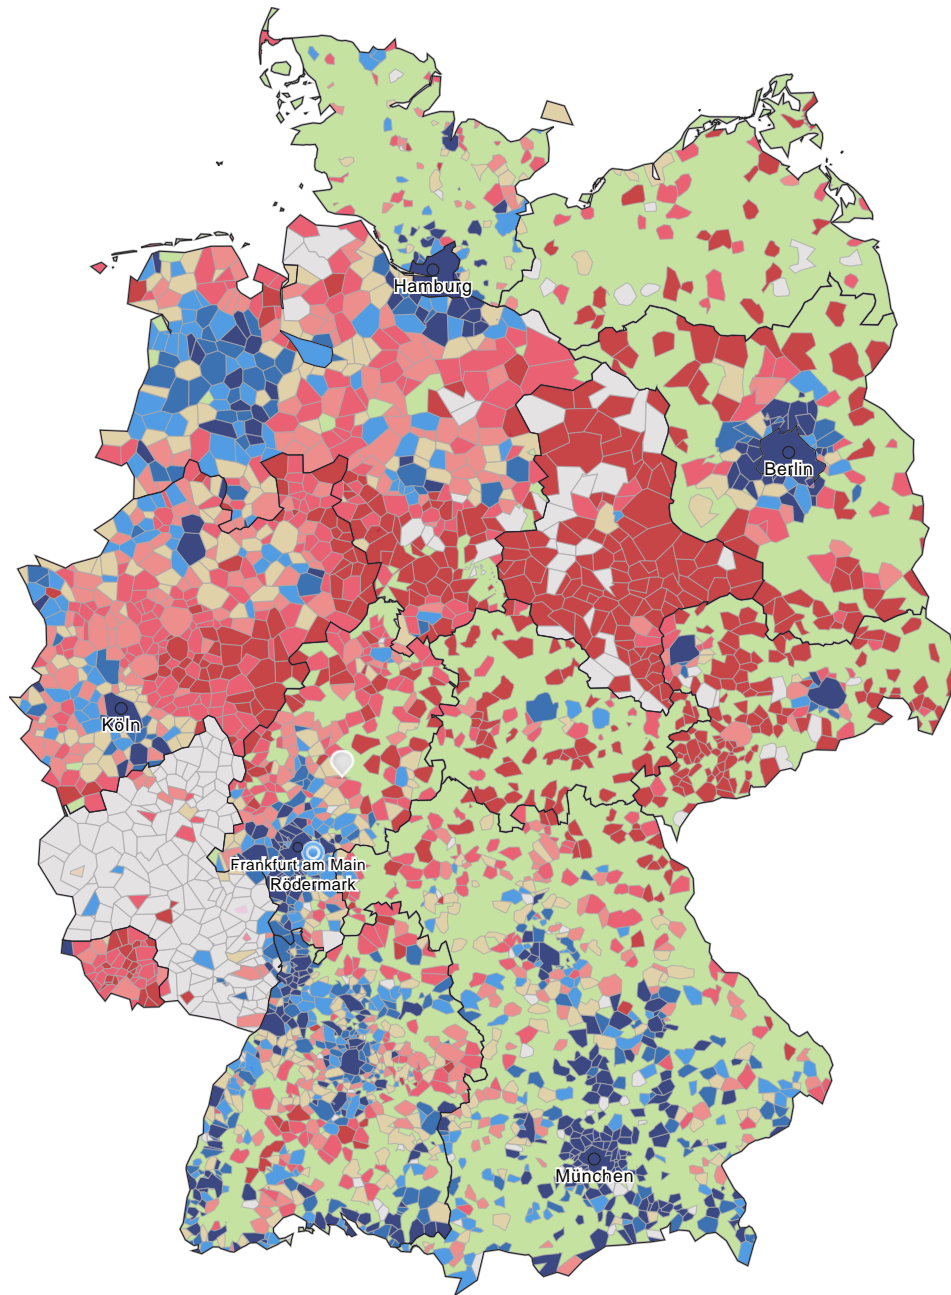 Hamburg
Berlin
Köln
Frankfurt am Main
Rödermark
München